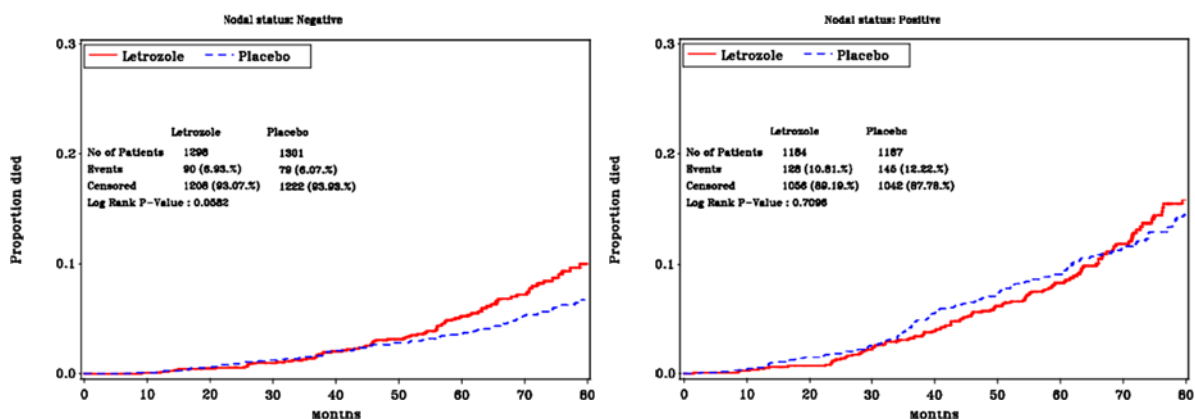 Nodal status: Negative
0.3
Letrozole Placebo
Letrozole Placebo
No of Patients 1298 1301
Events 90 (6.93.%) 79 (6.07.%)
Censored 1208 (93.07.%) 1222 (93.93.%)
Log Rank P-Value : 0.0582
0.2
0.1
0.0
Proportion died
0 10 20 30 40 50 60 70 80
Months
Nodal status: Positive
0.3
Letrozole Placebo
Letrozole Placebo
No of Patients 1184 1187
Events 128 (10.81.%) 145 (12.22.%)
Censored 1056 (89.19.%) 1042 (87.78.%)
Log Rank P-Value : 0.7096
0.2
0.1
0.0
Proportion died
0 10 20 30 40 50 60 70 80
Months